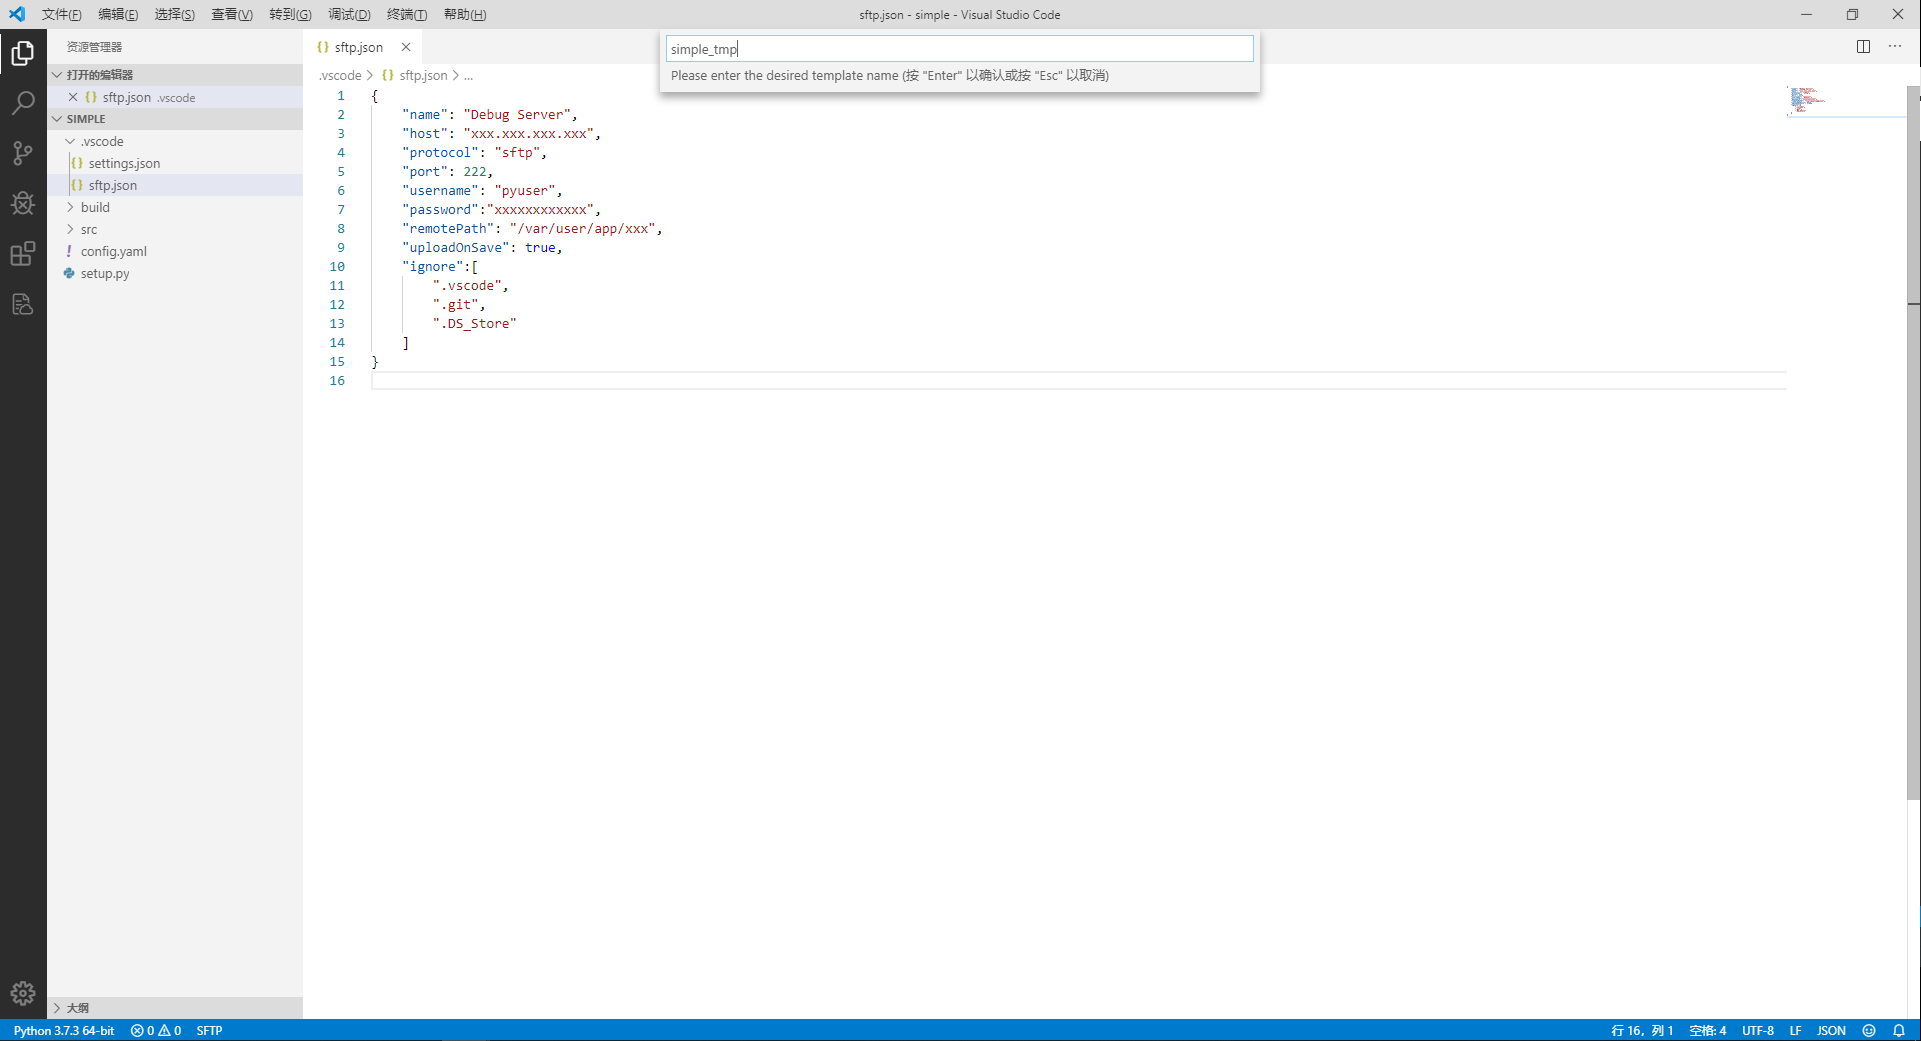 文件(F) 编辑(E) 选择(S) 查看(V) 转到(G) 调试(D) 终端(T) 帮助(H) sftp.json - simple - Visual Studio Code
资源管理器
打开的编辑器
sftp.json .vscode
SIMPLE
.vscode
settings.json
sftp.json
build
src
config.yaml
setup.py
大纲
sftp.json
simple_tmp
Please enter the desired template name (按 "Enter" 以确认或按 "Esc" 以取消)
.vscode > {} sftp.json > ...
1 {
2 "name": "Debug Server",
3 "host": "xxx.xxx.xxx.xxx",
4 "protocol": "sftp",
5 "port": 222,
6 "username": "pyuser",
7 "password":"xxxxxxxxxxxx",
8 "remotePath": "/var/user/app/xxx",
9 "uploadOnSave": true,
10 "ignore":[
11 ".vscode",
12 ".git",
13 ".DS_Store"
14 ]
15 }
16
Python 3.7.3 64-bit 0 0 SFTP 行 16，列 1 空格: 4 UTF-8 LF JSON